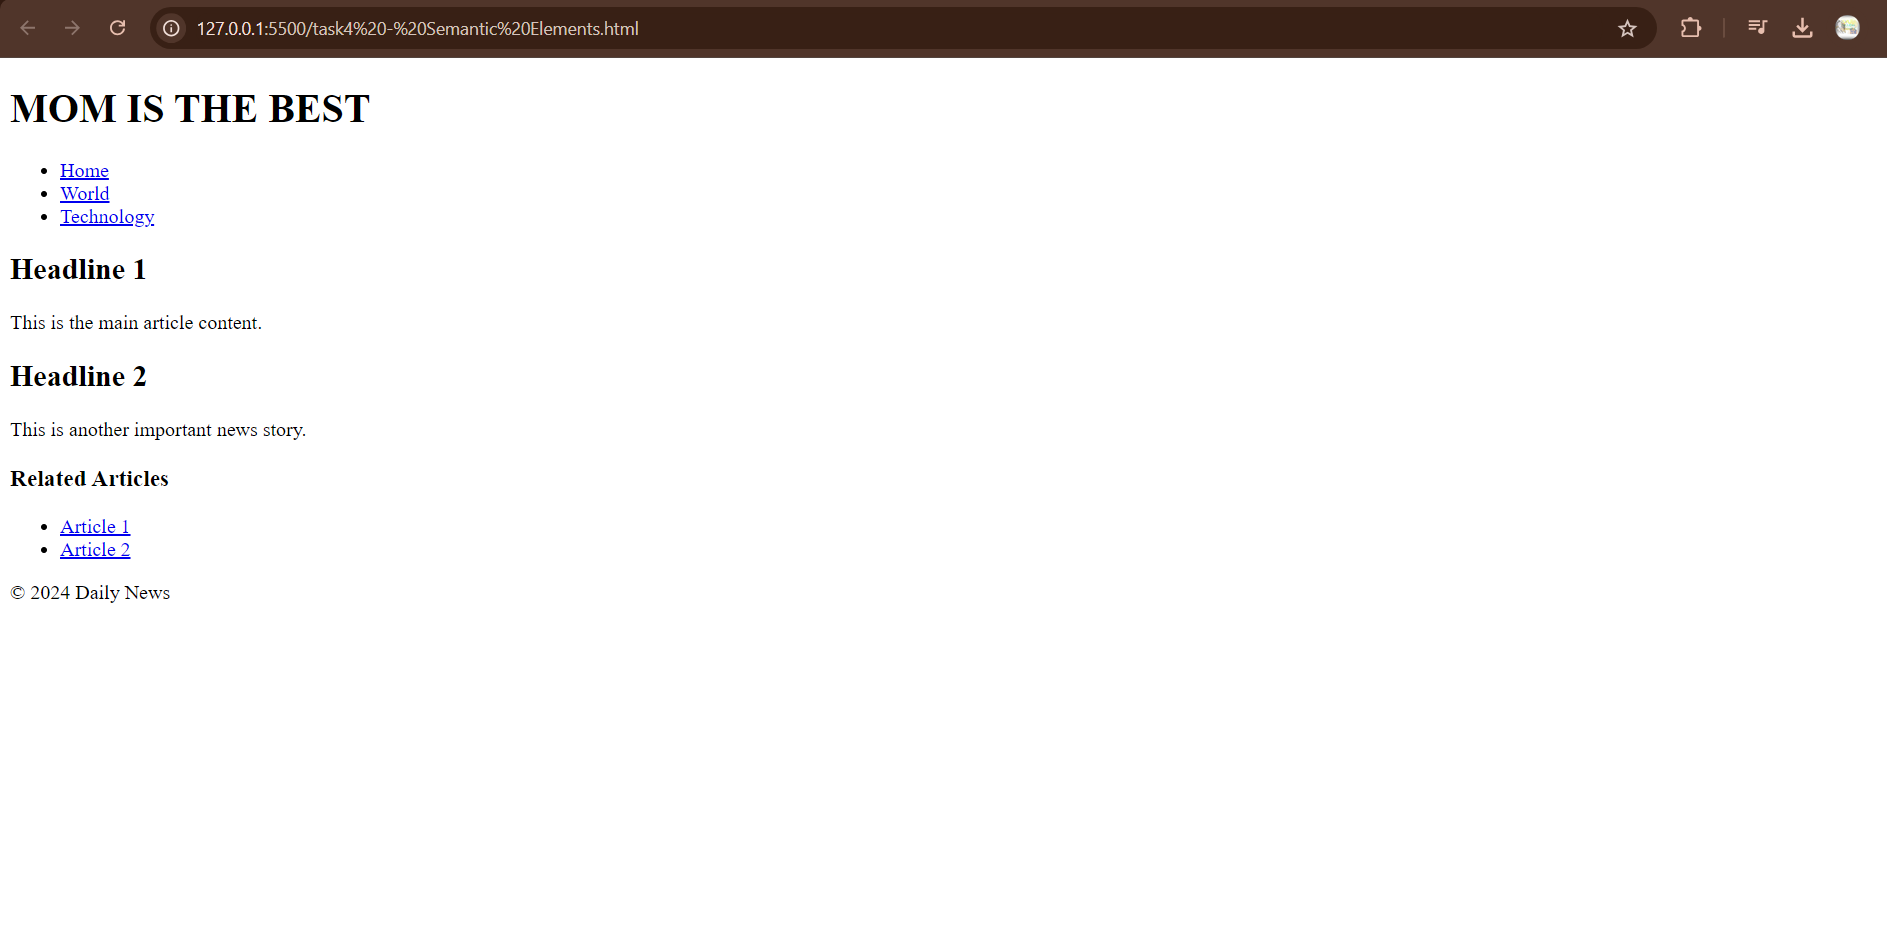 127.0.0.1:5500/task4%20-%20Semantic%20Elements.html
MOM IS THE BEST
Home
World
Technology
Headline 1
This is the main article content.
Headline 2
This is another important news story.
Related Articles
Article 1
Article 2
© 2024 Daily News